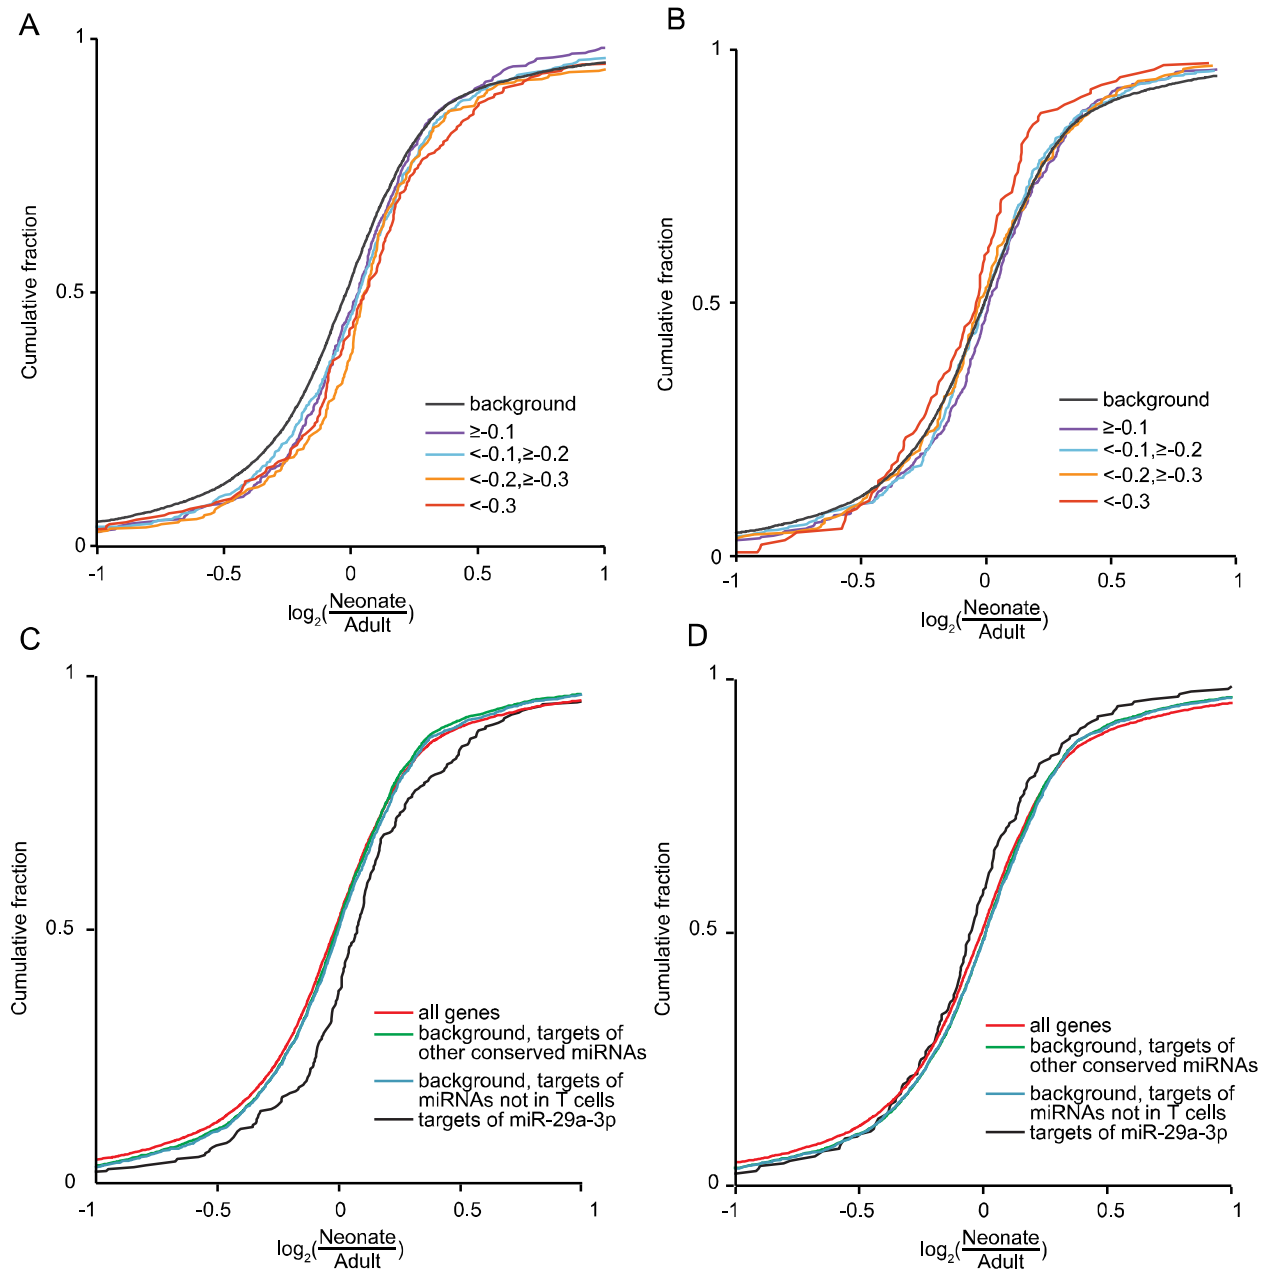 A
1
0.5
0
Cumulative fraction
background
≥-0.1
<-0.1,≥-0.2
<-0.2,≥-0.3
<-0.3
-1
-0.5
0
0.5
1
log2(Neonate
Adult)
B
1
0.5
0
Cumulative fraction
background
≥-0.1
<-0.1,≥-0.2
<-0.2,≥-0.3
<-0.3
-1
-0.5
0
0.5
1
log2(Neonate
Adult)
C
1
0.5
0
Cumulative fraction
all genes
background, targets of
other conserved miRNAs
background, targets of
miRNAs not in T cells
targets of miR-29a-3p
-1
-0.5
0
0.5
1
log2(Neonate
Adult)
D
1
0.5
0
Cumulative fraction
all genes
background, targets of
other conserved miRNAs
background, targets of
miRNAs not in T cells
targets of miR-29a-3p
-1
-0.5
0
0.5
1
log2(Neonate
Adult)